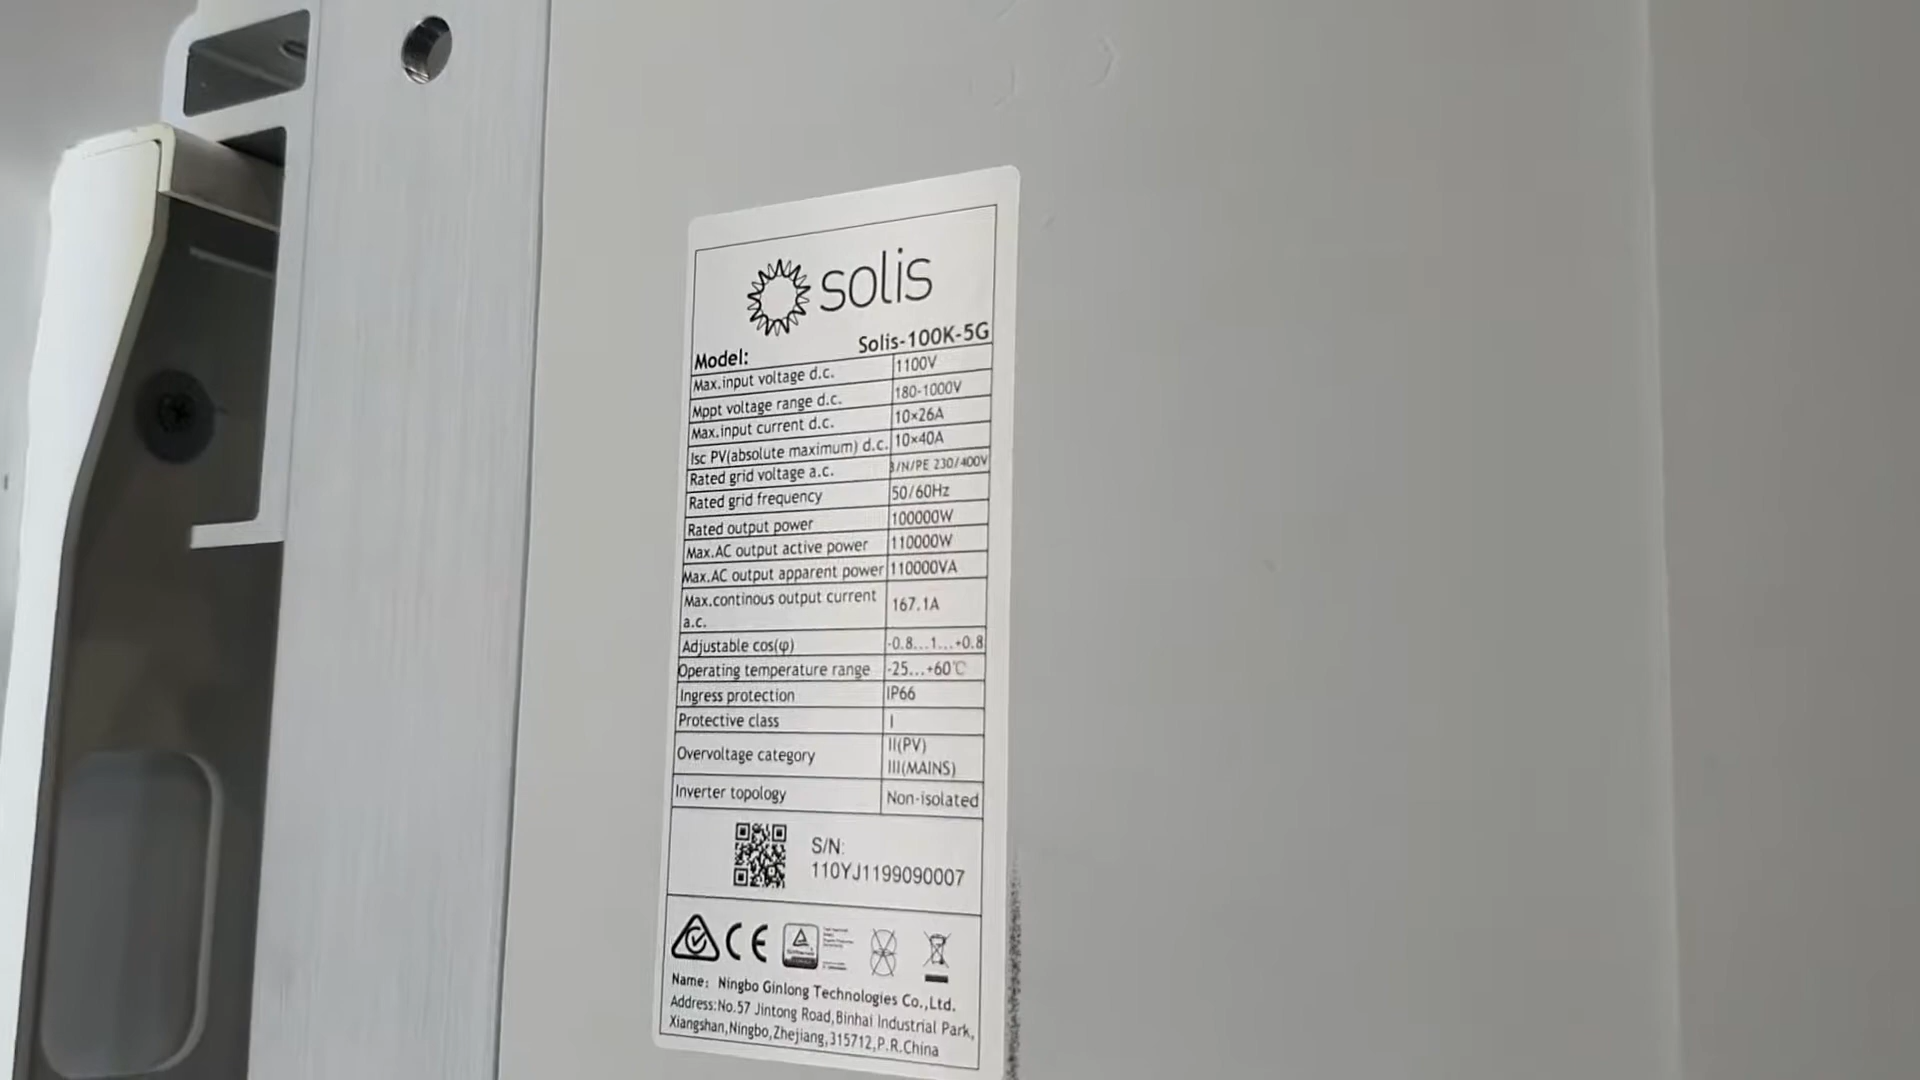 solis
Model: Solis-100K-5G
Max.input voltage d.c. 1100V
Mppt voltage range d.c. 180-1000V
Max.input current d.c. 10×26A
Isc PV(absolute maximum) d.c. 10×40A
Rated grid voltage a.c. 3/N/PE 230/400V
Rated grid frequency 50/60Hz
Rated output power 100000W
Max.AC output active power 110000W
Max.AC output apparent power 110000VA
Max.continous output current a.c. 167.1A
Adjustable cos(φ) -0.8...1...+0.8
Operating temperature range -25...+60℃
Ingress protection IP66
Protective class I
Overvoltage category II(PV)
III(MAINS)
Inverter topology Non-isolated
S/N:
110YJ1199090007
CE
Name: Ningbo Ginlong Technologies Co.,Ltd.
Address:No.57 Jintong Road,Binhai Industrial Park,
Xiangshan,Ningbo,Zhejiang,315712,P.R.China